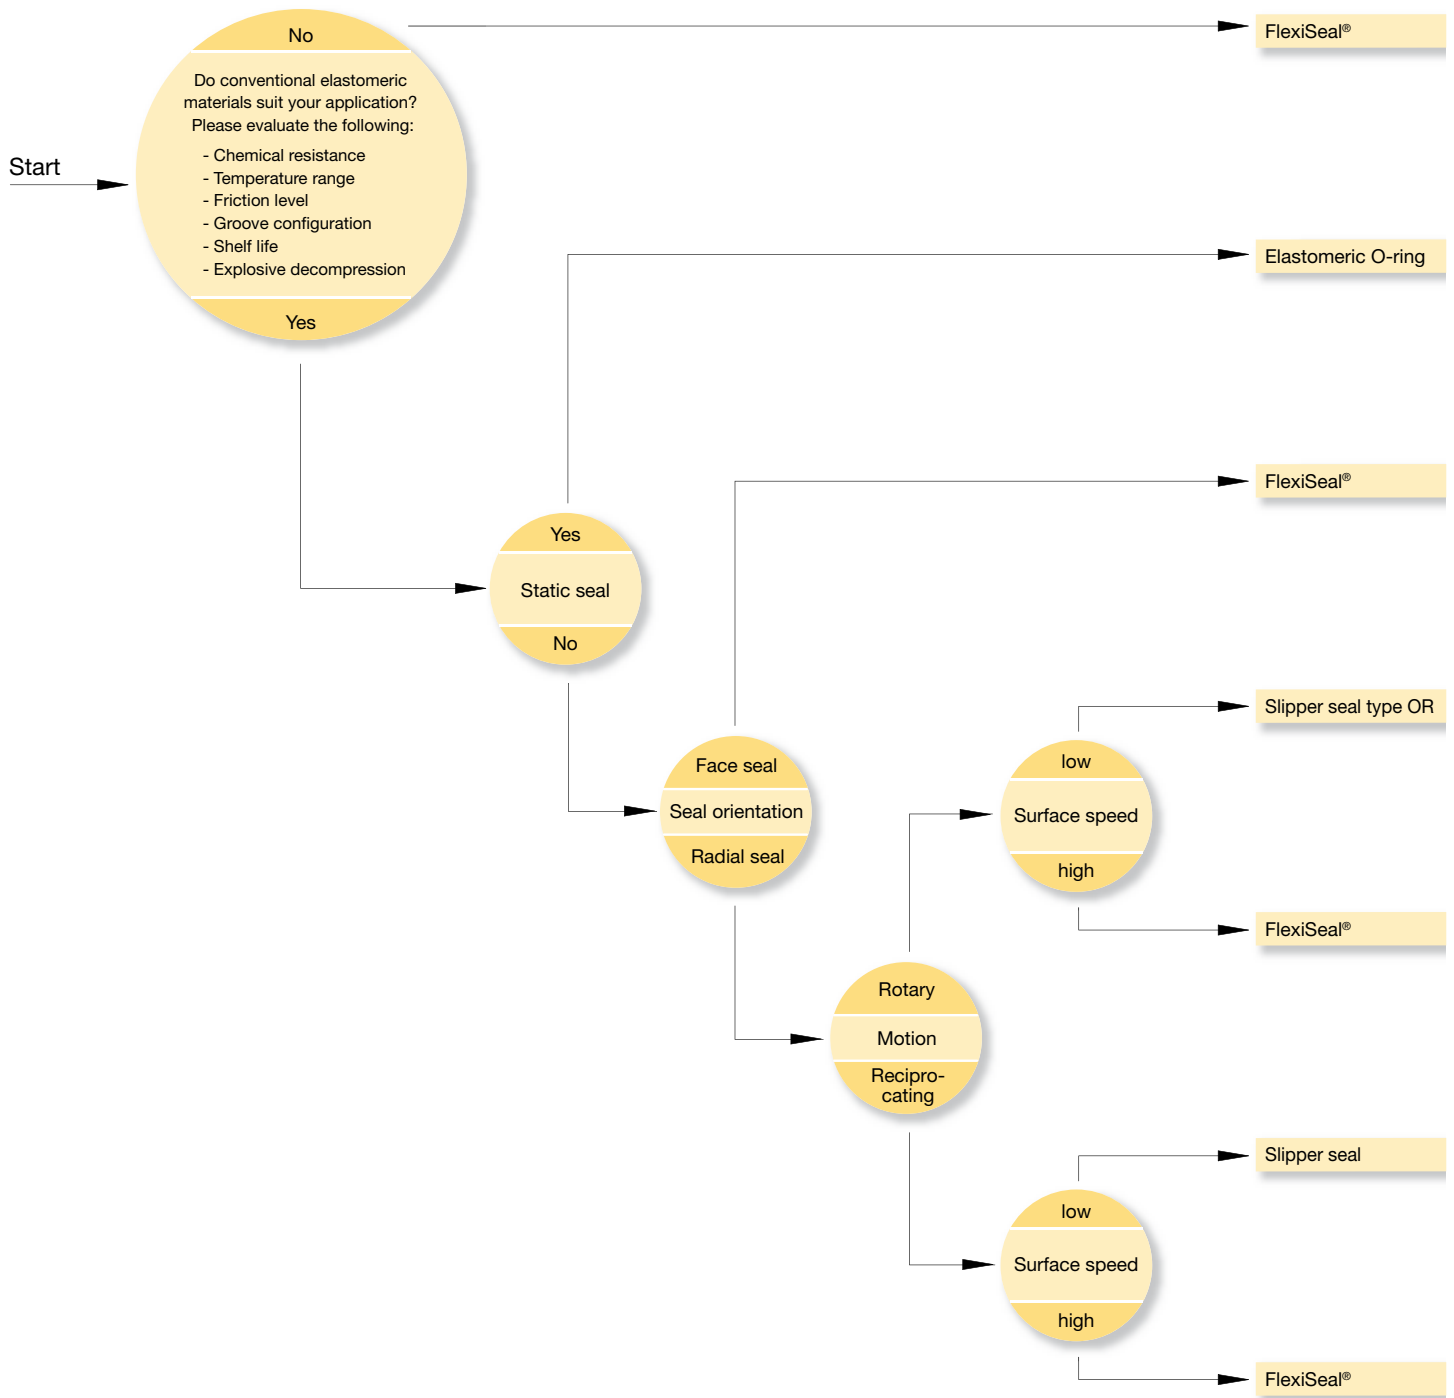 No
FlexiSeal®
Do conventional elastomeric
materials suit your application?
Please evaluate the following:
- Chemical resistance
Start
- Temperature range
- Friction level
- Groove configuration
- Shelf life
- Explosive decompression
Elastomeric O-ring
Yes
FlexiSeal®
Yes
Static seal
No
Slipper seal type OR
Face seal
low
Seal orientation
Surface speed
Radial seal
high
FlexiSeal®
Rotary
Motion
Recipro-
cating
Slipper seal
low
Surface speed
high
FlexiSeal®